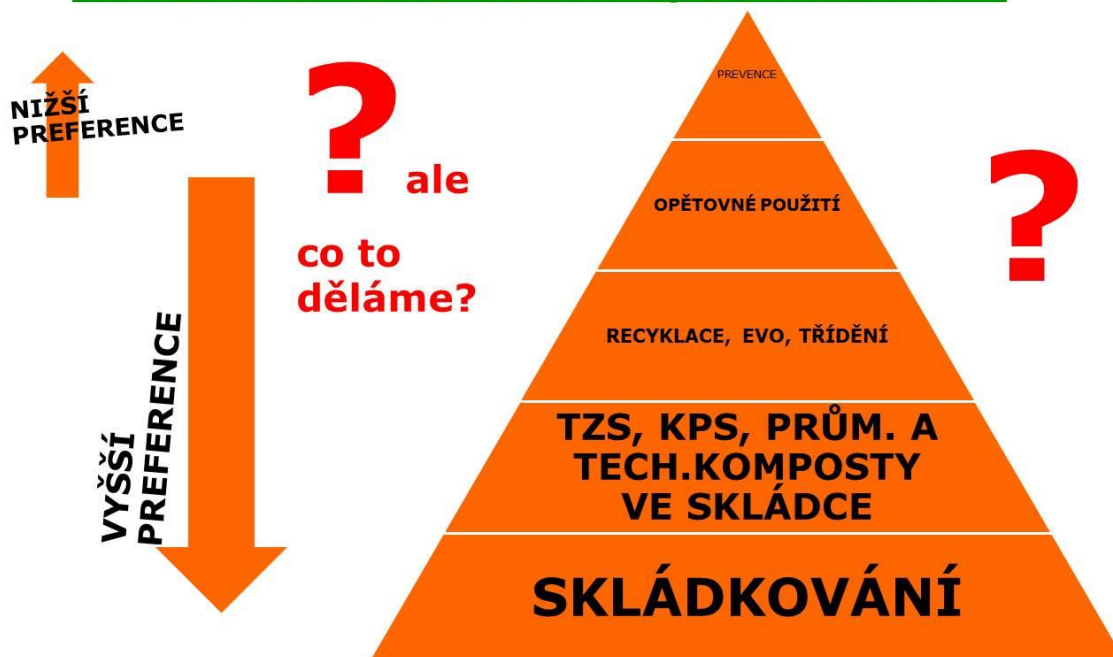 NIŽŠÍ
PREFERENCE
? ale
co to
děláme?
VYŠŠÍ
PREFERENCE
PREVENCE
OPĚTOVNÉ POUŽITÍ
RECYKLACE, EVO, TŘÍDĚNÍ
TZS, KPS, PRŮM. A
TECH.KOMPOSTY
VE SKLÁDCE
SKLÁDKOVÁNÍ
?